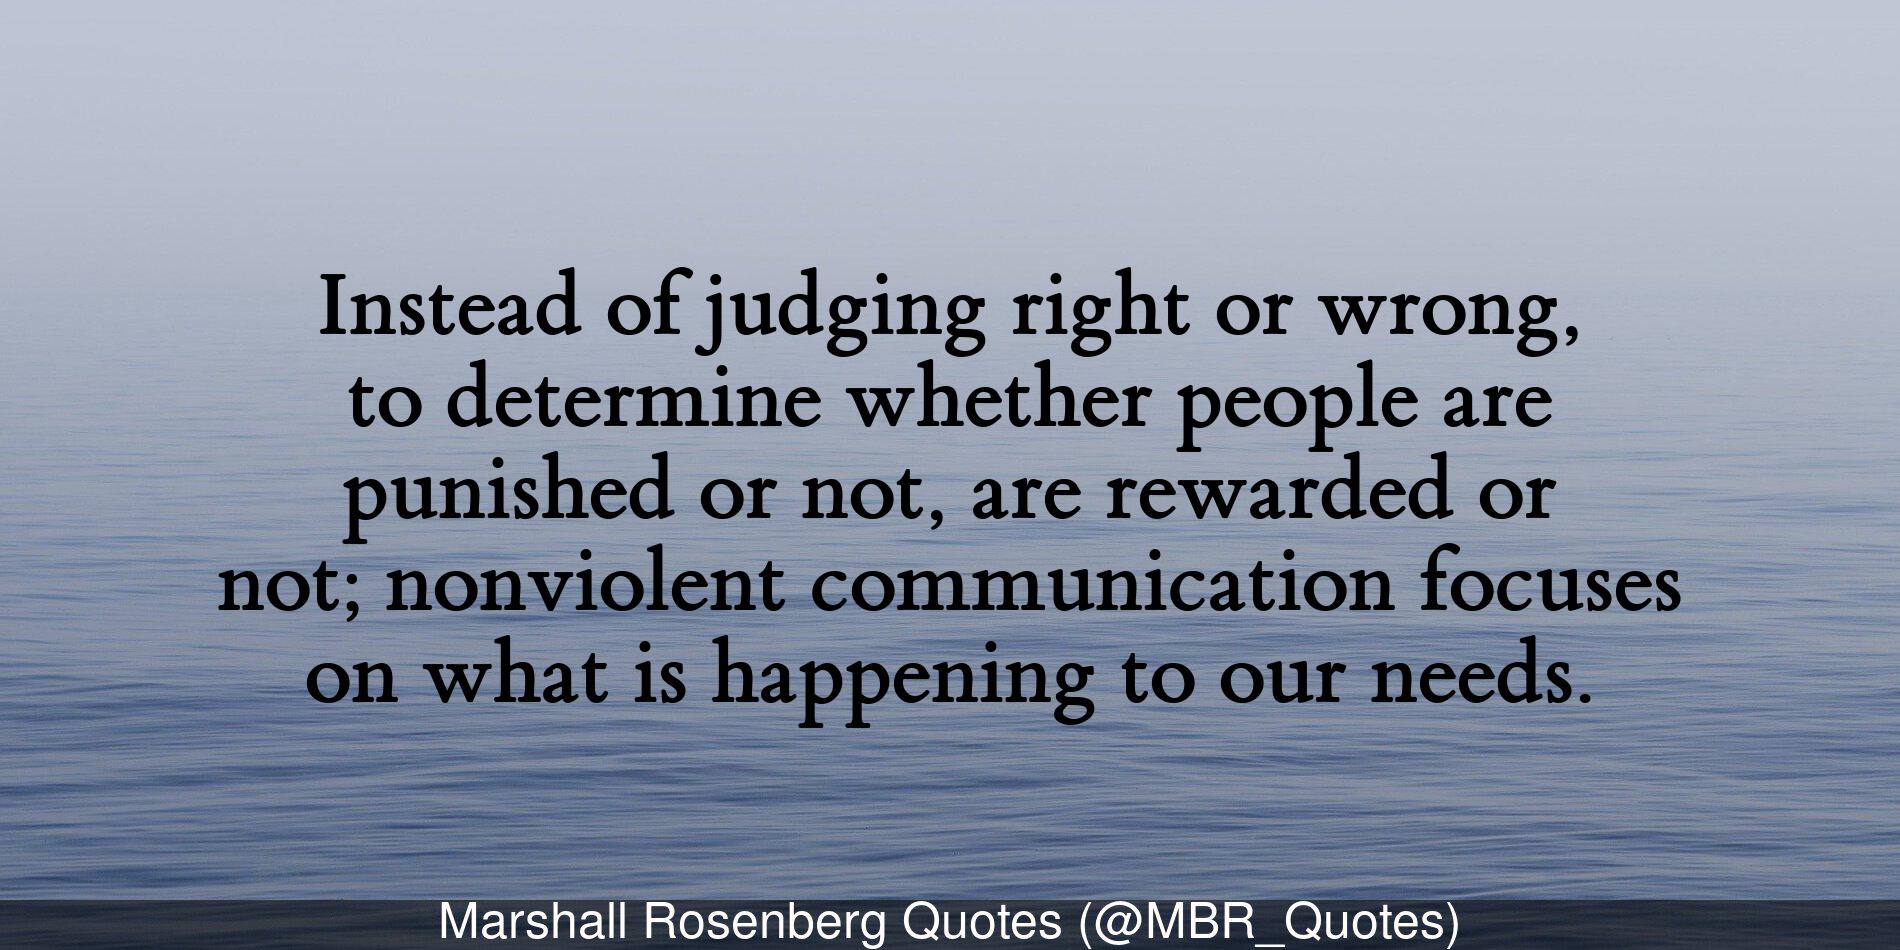 Instead of judging right or wrong,
to determine whether people are
punished or not, are rewarded or
not; nonviolent communication focuses
on what is happening to our needs.
Marshall Rosenberg Quotes (@MBR_Quotes)